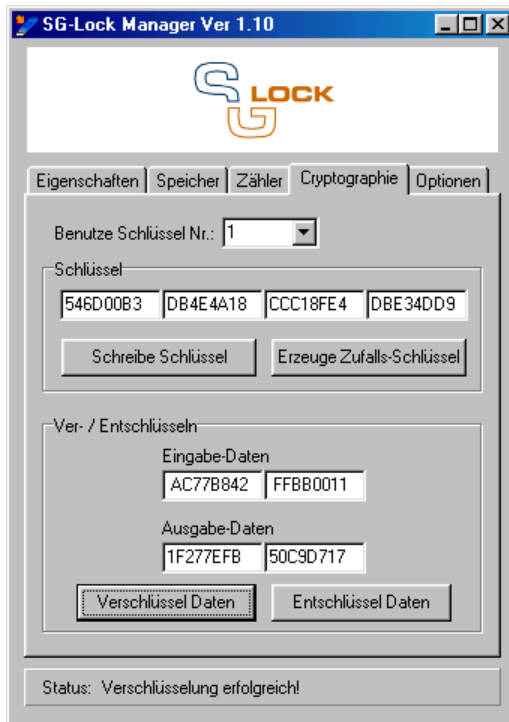 SG-Lock Manager Ver 1.10
SG LOCK
Eigenschaften Speicher Zähler Cryptographie Optionen
Benutze Schlüssel Nr.: 1
Schlüssel
546D00B3 DB4E4A18 CCC18FE4 DBE34DD9
Schreibe Schlüssel Erzeuge Zufalls-Schlüssel
Ver- / Entschlüsseln
Eingabe-Daten
AC77B842 FFBB0011
Ausgabe-Daten
1F277EFB 50C9D717
Verschlüssel Daten Entschlüssel Daten
Status: Verschlüsselung erfolgreich!